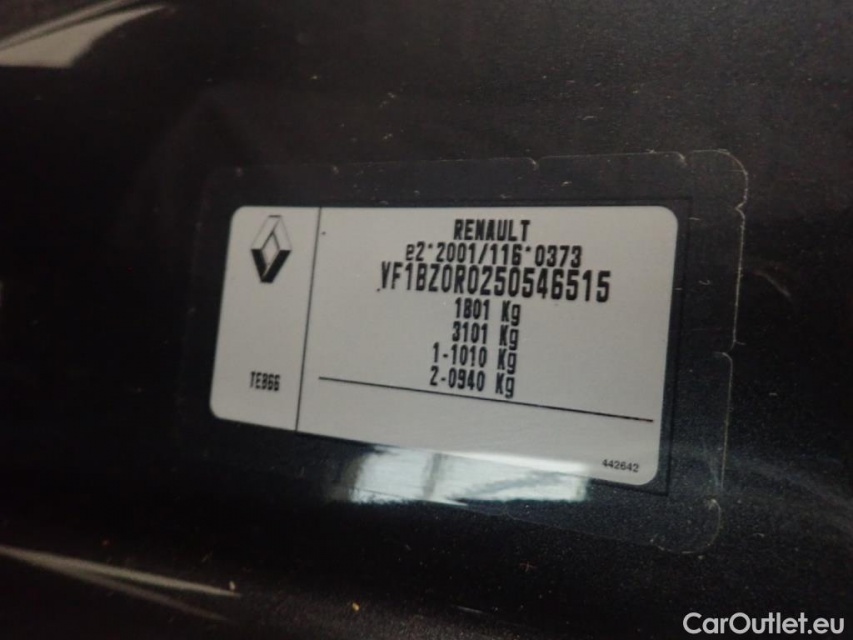 RENAULT
e2*2001/116*0373
VF1BZ0R0250546515
1801 Kg
3101 Kg
1-1010 Kg
2-0940 Kg
TEB66
442642
CarOutlet.eu